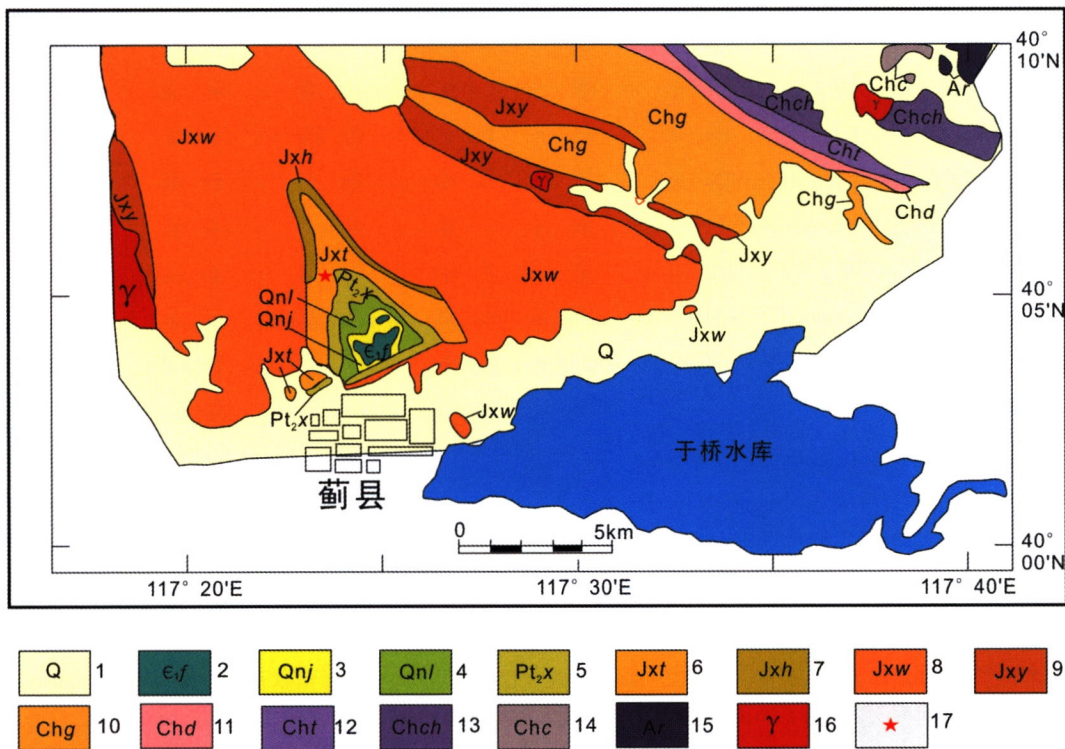 40°
10'N
Chc
Ar
Chch
γ
Chch
Jxy
Chg
Jxw
Chg
Jxh
Jxy
Cht
γ
Chg
Chd
Jxy
Jxt
Jxw
Jxy
Pt₂x
γ
Qnl
40°
05'N
Qnj
Jxw
Є₁f
Q
Jxt
Pt₂x
Jxw
于桥水库
蓟县
0 5km
40°
00'N
117° 20'E 117° 30'E 117° 40'E
Q 1 Є₁f 2 Qnj 3 Qnl 4 Pt₂x 5 Jxt 6 Jxh 7 Jxw 8 Jxy 9
Chg 10 Chd 11 Cht 12 Chch 13 Chc 14 Ar 15 γ 16 ★ 17